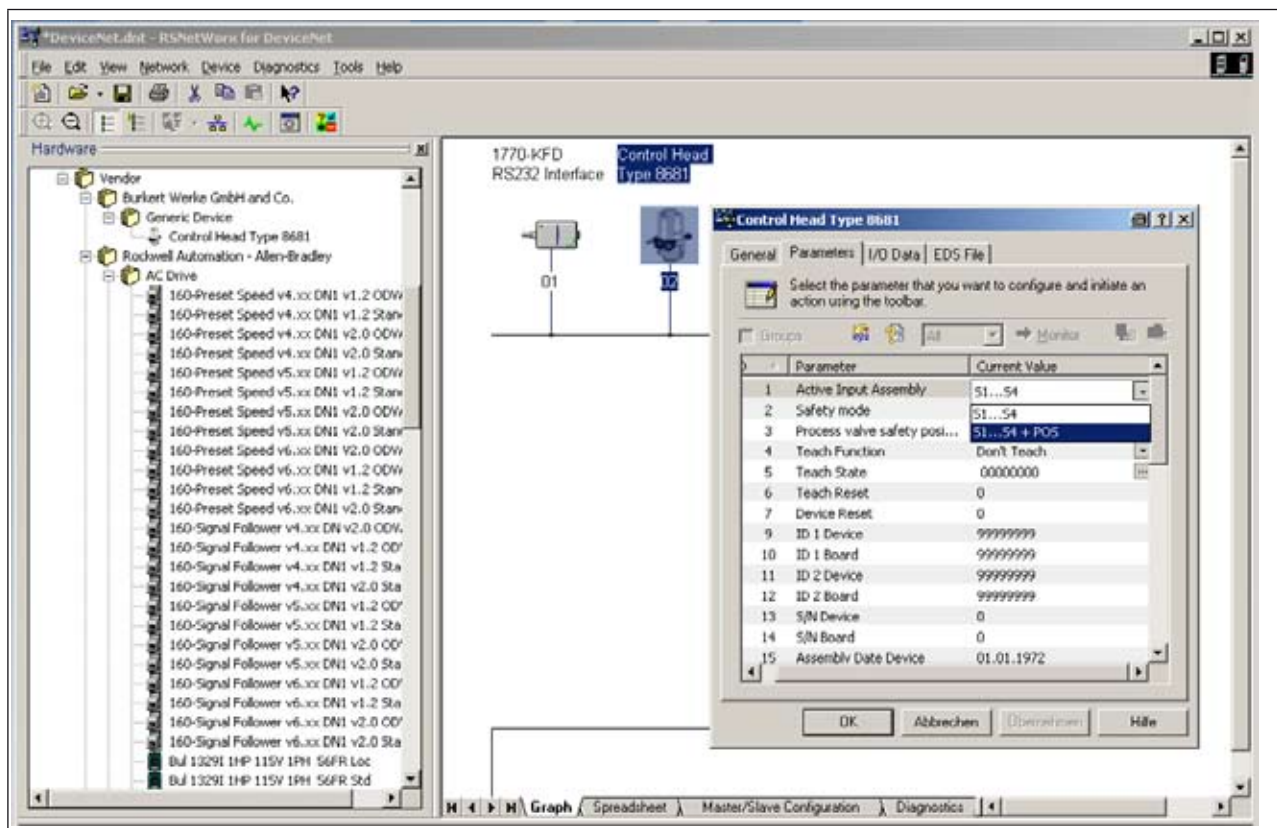 *DeviceNet.dnt - RSNetWorx for DeviceNet
File Edit View Network Device Diagnostics Tools Help
Hardware
Vendor
Burkert Werke GmbH and Co.
Generic Device
Control Head Type 8681
Rockwell Automation - Allen-Bradley
AC Drive
160-Preset Speed v4.xx DN1 v1.2 ODV
160-Preset Speed v4.xx DN1 v1.2 Stan
160-Preset Speed v4.xx DN1 v2.0 ODV
160-Preset Speed v4.xx DN1 v2.0 Stan
160-Preset Speed v5.xx DN1 v1.2 ODV
160-Preset Speed v5.xx DN1 v1.2 Stan
160-Preset Speed v5.xx DN1 v2.0 ODV
160-Preset Speed v5.xx DN1 v2.0 Stan
160-Preset Speed v6.xx DN1 V2.0 ODV
160-Preset Speed v6.xx DN1 v1.2 ODV
160-Preset Speed v6.xx DN1 v1.2 Stan
160-Preset Speed v6.xx DN1 v2.0 Stan
160-Signal Follower v4.xx DN v2.0 ODV
160-Signal Follower v4.xx DN1 v1.2 OD
160-Signal Follower v4.xx DN1 v1.2 Sta
160-Signal Follower v4.xx DN1 v2.0 Sta
160-Signal Follower v5.xx DN1 v1.2 OD
160-Signal Follower v5.xx DN1 v1.2 Sta
160-Signal Follower v5.xx DN1 v2.0 OD
160-Signal Follower v5.xx DN1 v2.0 Sta
160-Signal Follower v6.xx DN1 v1.2 OD
160-Signal Follower v6.xx DN1 v1.2 Sta
160-Signal Follower v6.xx DN1 v2.0 OD
160-Signal Follower v6.xx DN1 v2.0 Sta
Bul 1329I 1HP 115V 1PH 56FR Loc
Bul 1329I 1HP 115V 1PH 56FR Std
1770-KFD Control Head
RS232 Interface Type 8681
01 02
Control Head Type 8681
General Parameters I/O Data EDS File
Select the parameter that you want to configure and initiate an
action using the toolbar.
Groups All Monitor
Parameter Current Value
1 Active Input Assembly S1...S4
2 Safety mode S1...S4
3 Process valve safety posi... S1...S4 + POS
4 Teach Function Don't Teach
5 Teach State 00000000
6 Teach Reset 0
7 Device Reset 0
9 ID 1 Device 99999999
10 ID 1 Board 99999999
11 ID 2 Device 99999999
12 ID 2 Board 99999999
13 S/N Device 0
14 S/N Board 0
15 Assembly Date Device 01.01.1972
OK Abbrechen Übernehmen Hilfe
Graph Spreadsheet Master/Slave Configuration Diagnostics